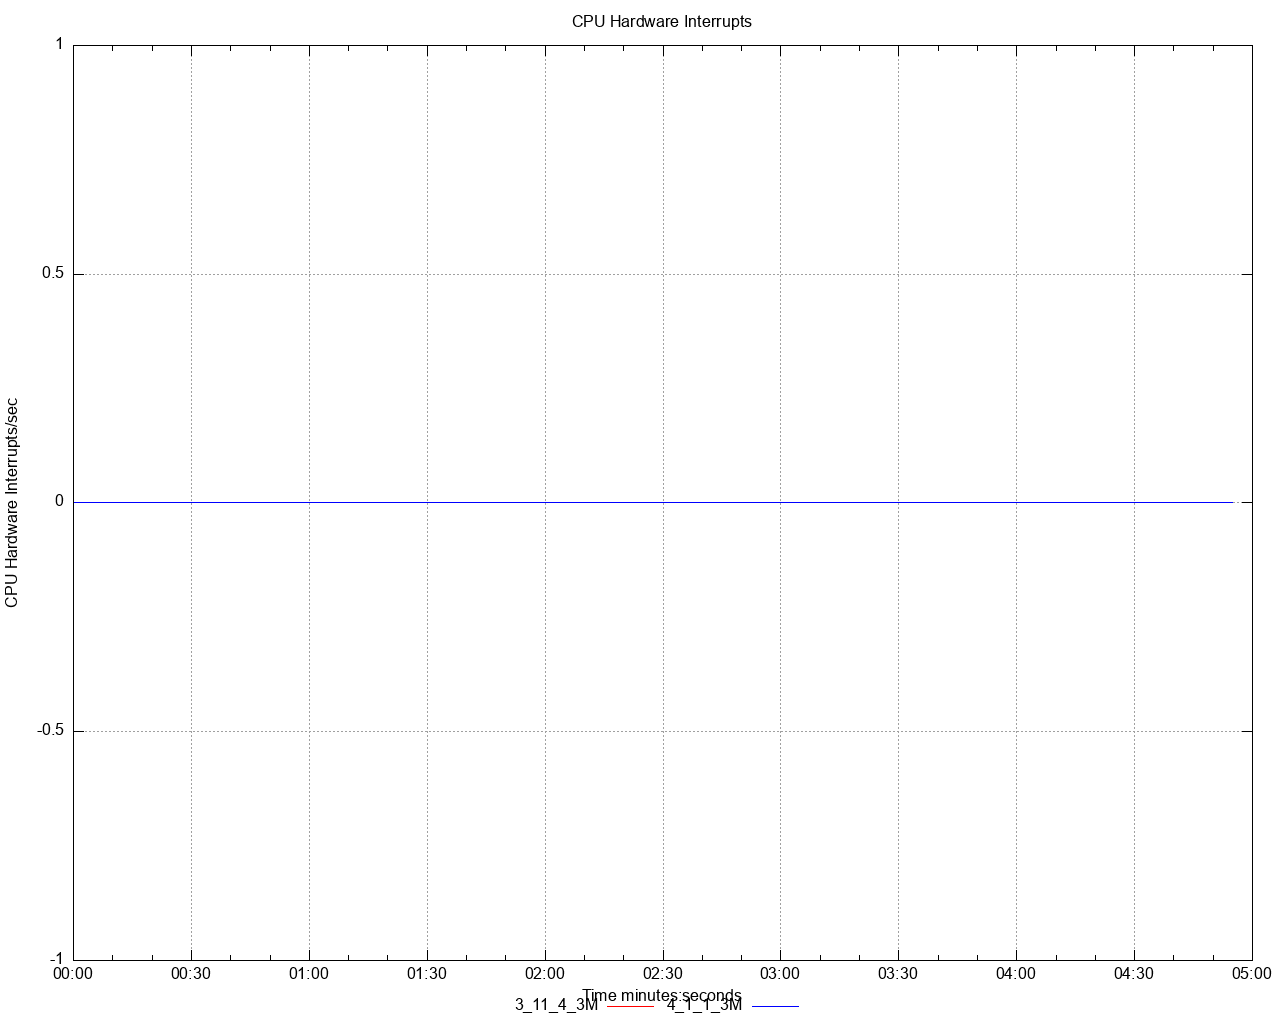 CPU Hardware Interrupts
1
0.5
0
-0.5
-1
CPU Hardware Interrupts/sec
00:00 00:30 01:00 01:30 02:00 02:30 03:00 03:30 04:00 04:30 05:00
Time minutes:seconds
3_11_4_3M 4_1_1_3M